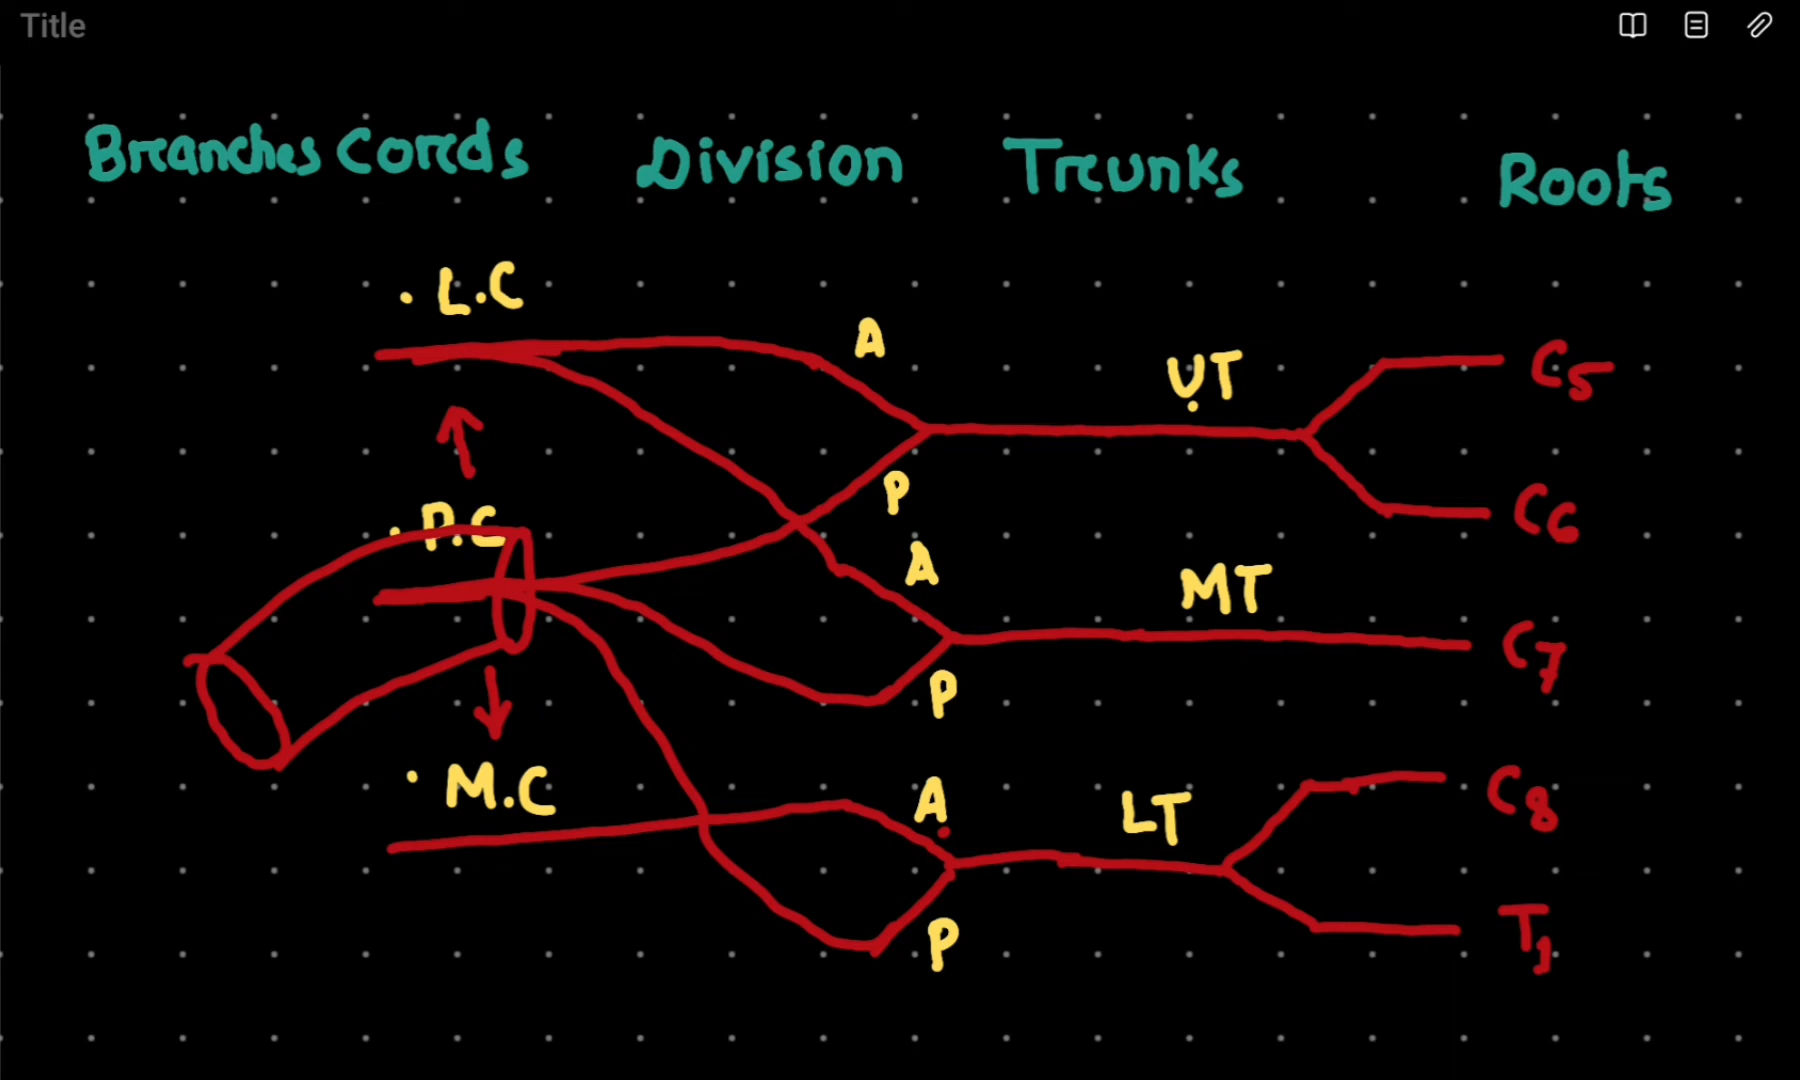 Title
Branches Cords Division Trunks Roots
L.C
A
UT
C5
P
C6
P.C
A
MT
C7
P
M.C
A
LT
C8
P
T1